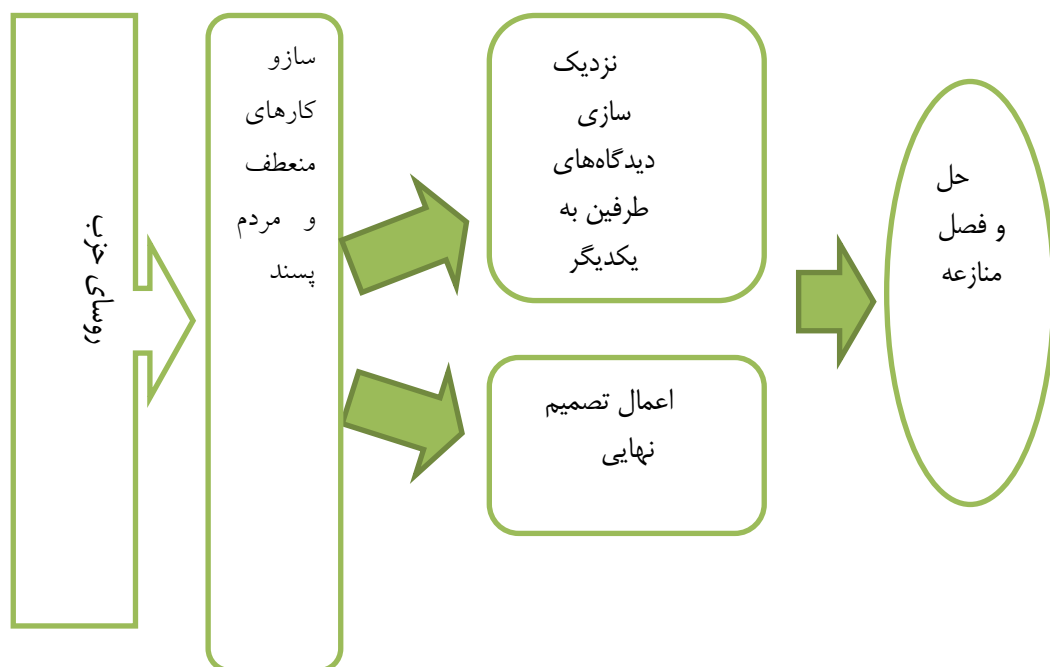 روسای حزب
سازو
کارهای
منعطف
و مردم
پسند
نزدیک
سازی
دیدگاه‌های
طرفین به
یکدیگر
اعمال تصمیم
نهایی
حل
و فصل
منازعه